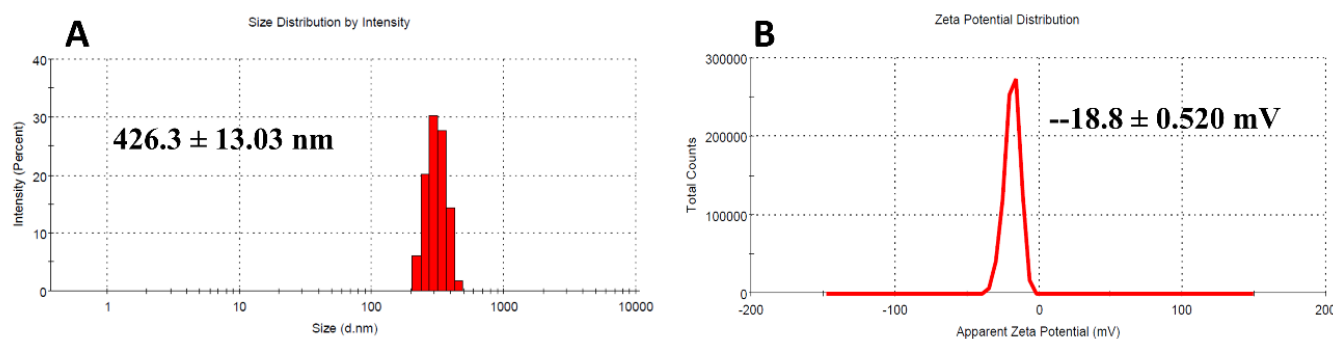 Size Distribution by Intensity
A
40
30
20
10
0
Intensity (Percent)
426.3 ± 13.03 nm
1
10
100
1000
10000
Size (d.nm)
Zeta Potential Distribution
B
300000
200000
100000
0
Total Counts
--18.8 ± 0.520 mV
-200
-100
0
100
200
Apparent Zeta Potential (mV)